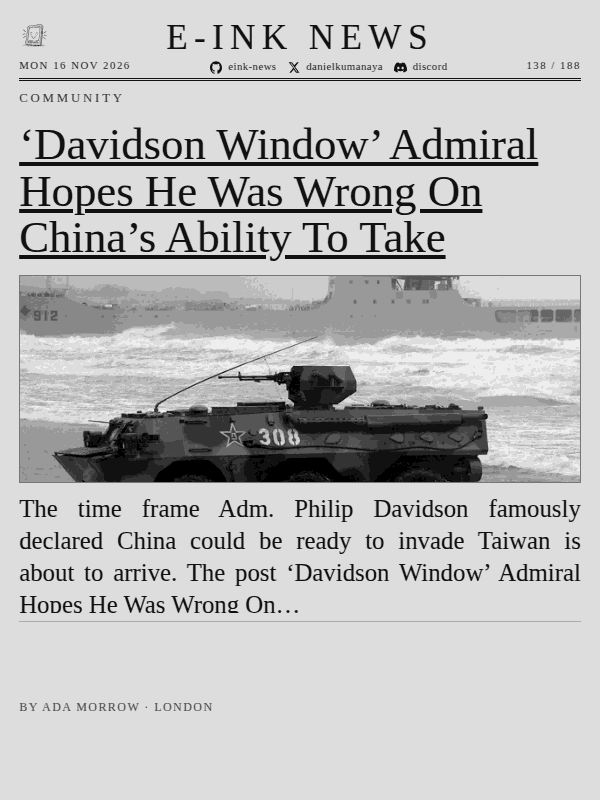 E-INK NEWS
MON 16 NOV 2026
eink-news
danielkumanaya
discord
138 / 188
COMMUNITY
‘Davidson Window’ Admiral
Hopes He Was Wrong On
China’s Ability To Take
912
308
The time frame Adm. Philip Davidson famously
declared China could be ready to invade Taiwan is
about to arrive. The post ‘Davidson Window’ Admiral
Hopes He Was Wrong On…
BY ADA MORROW · LONDON